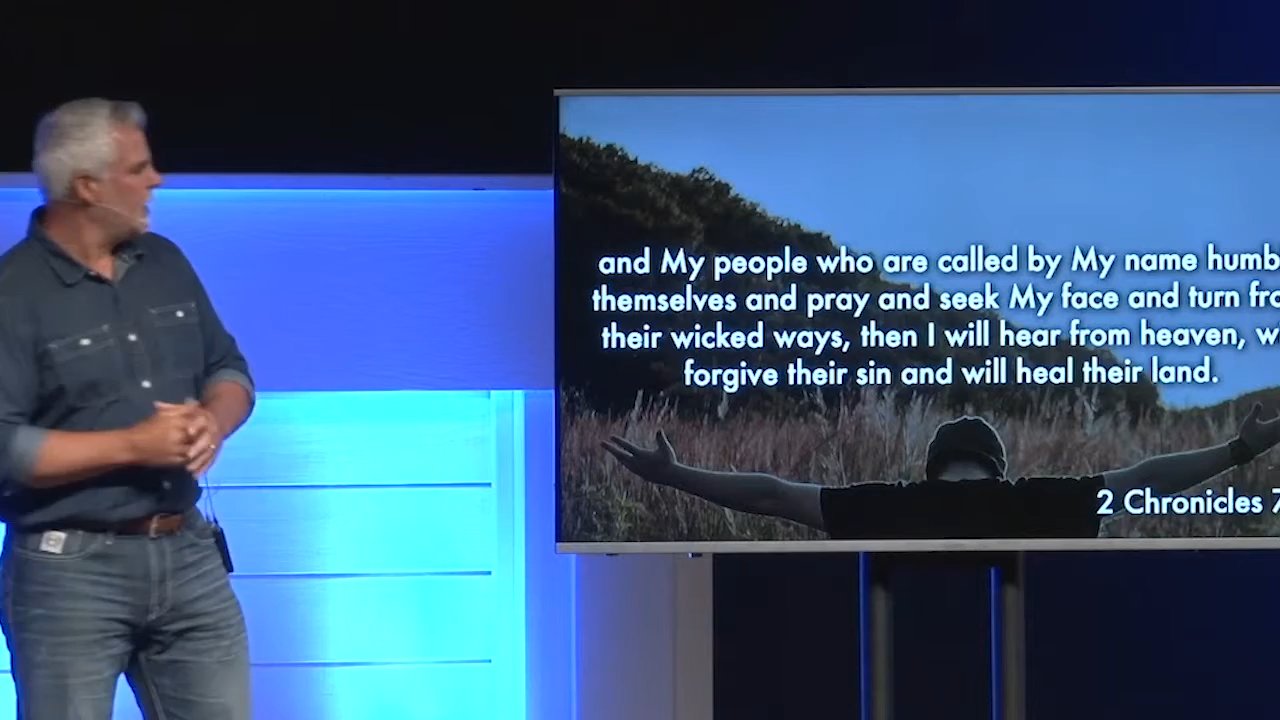 and My people who are called by My name humb
themselves and pray and seek My face and turn fro
their wicked ways, then I will hear from heaven, w
forgive their sin and will heal their land.
2 Chronicles 7